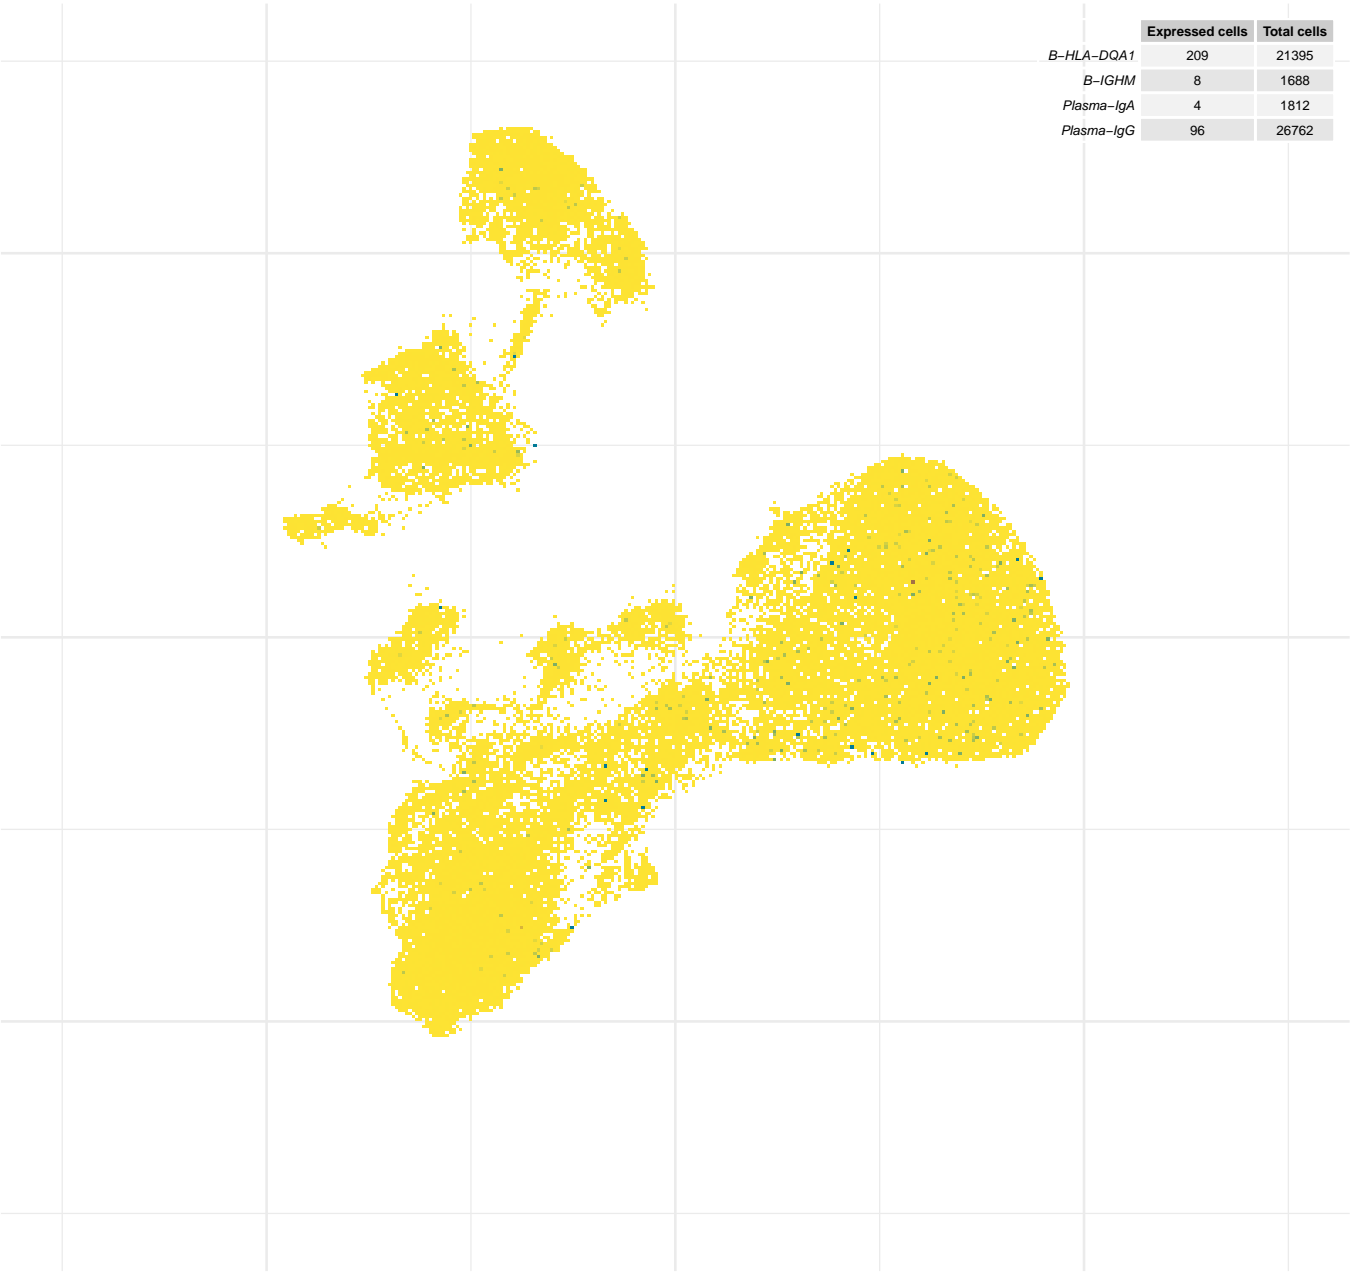 Expressed cells Total cells
B−HLA−DQA1 209 21395
B−IGHM 8 1688
Plasma−IgA 4 1812
Plasma−IgG 96 26762